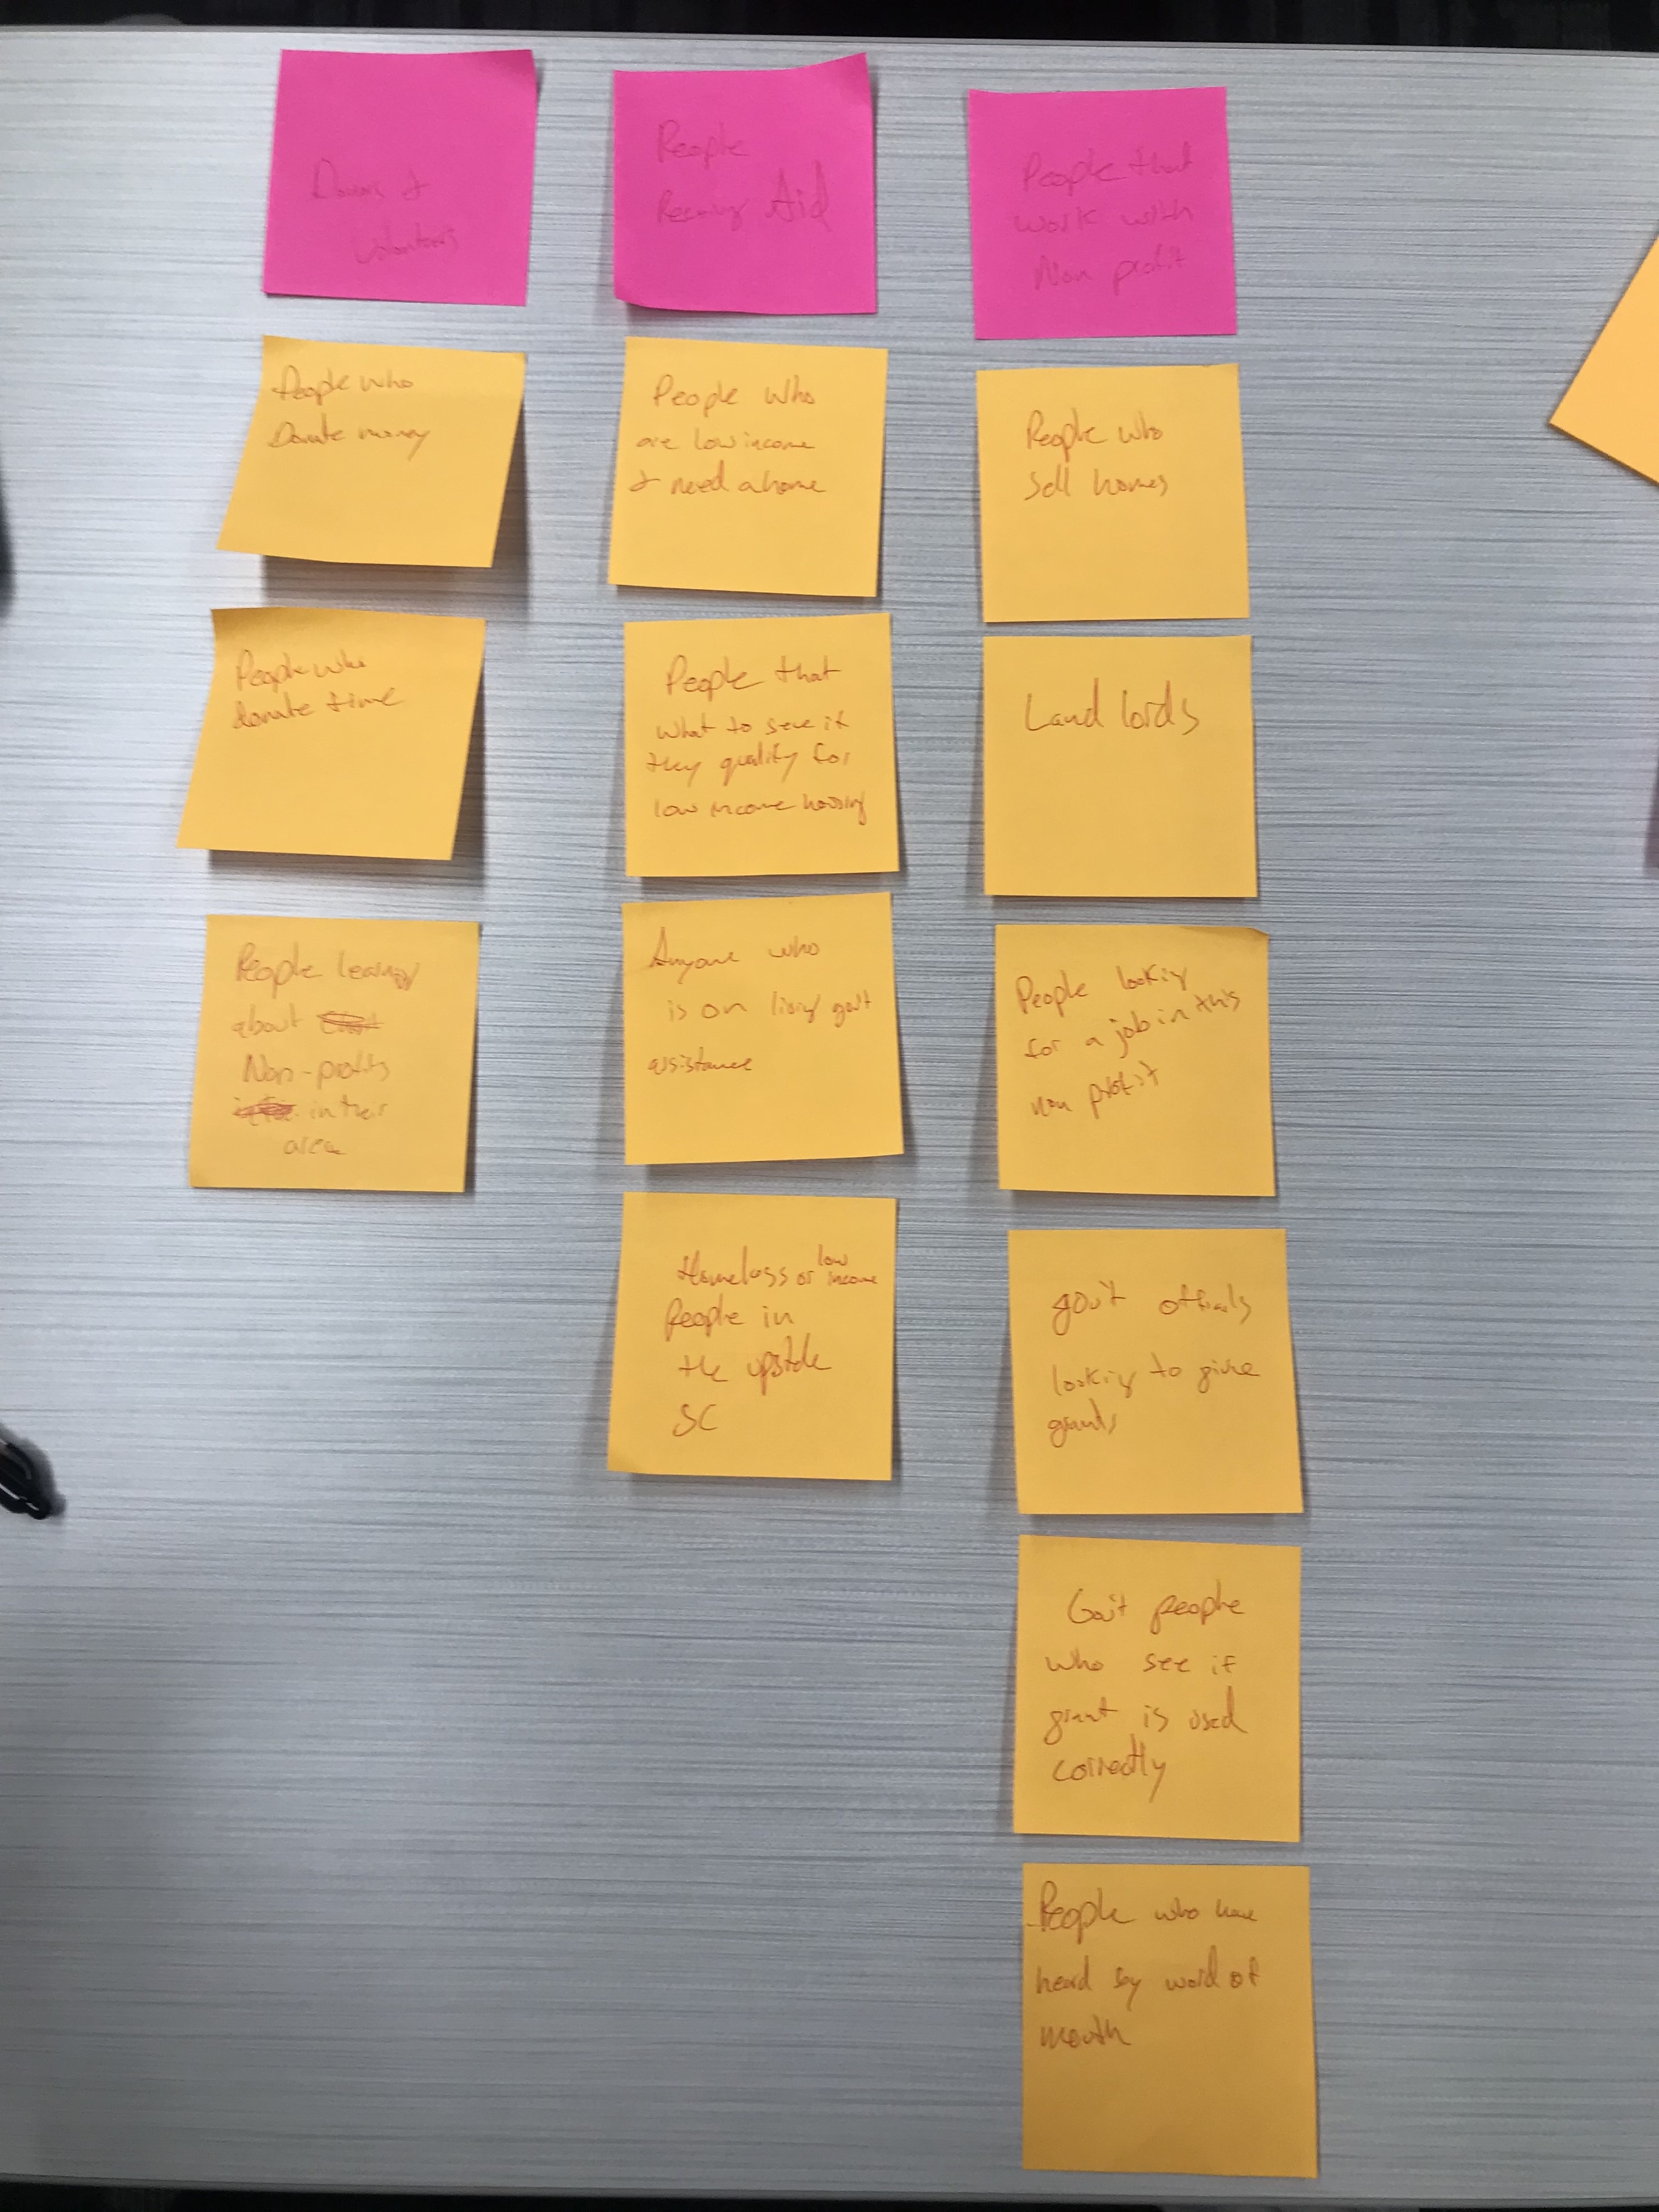 Donors &
volunteers
People who
Donate money
People who
donate time
People learning
about
Non-profits
in their
area
People
Receiving Aid
People who
are low income
& need a home
People that
what to see if
they quality for
low income housing
Anyone who
is on living gov't
assistance
Homeless or low income
People in
the upstate
SC
People that
work with
Non profit
People who
sell homes
Land lords
People looking
for a job in this
non profit
gov't officals
looking to give
grants
Gov't people
who see if
grant is used
correctly
People who have
heard by word of
mouth